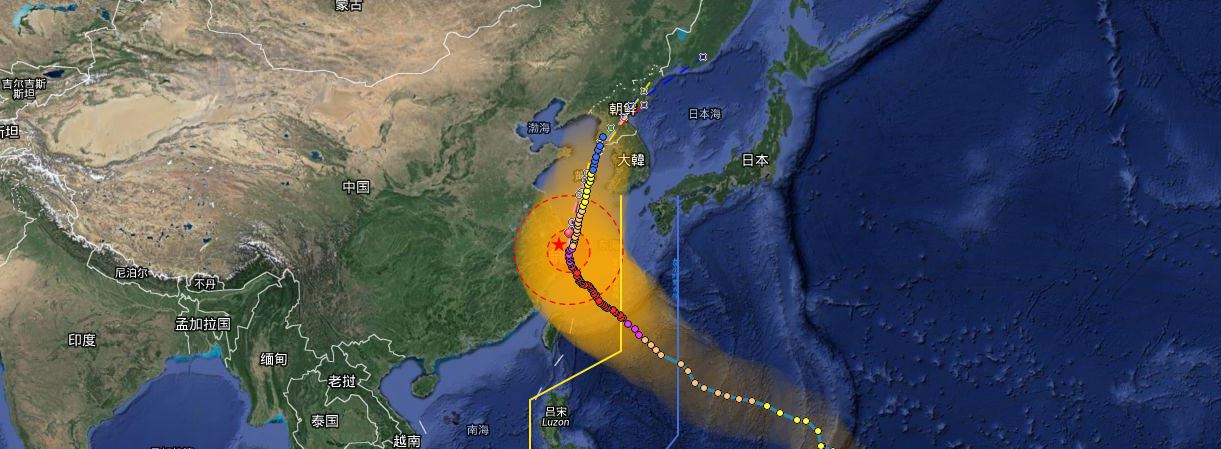 蒙古
吉尔吉斯
斯坦
斯坦
渤海
朝鲜
日本海
大韓
日本
中国
尼泊尔
不丹
孟加拉国
印度
缅甸
老挝
泰国
越南
南海
吕宋
Luzon